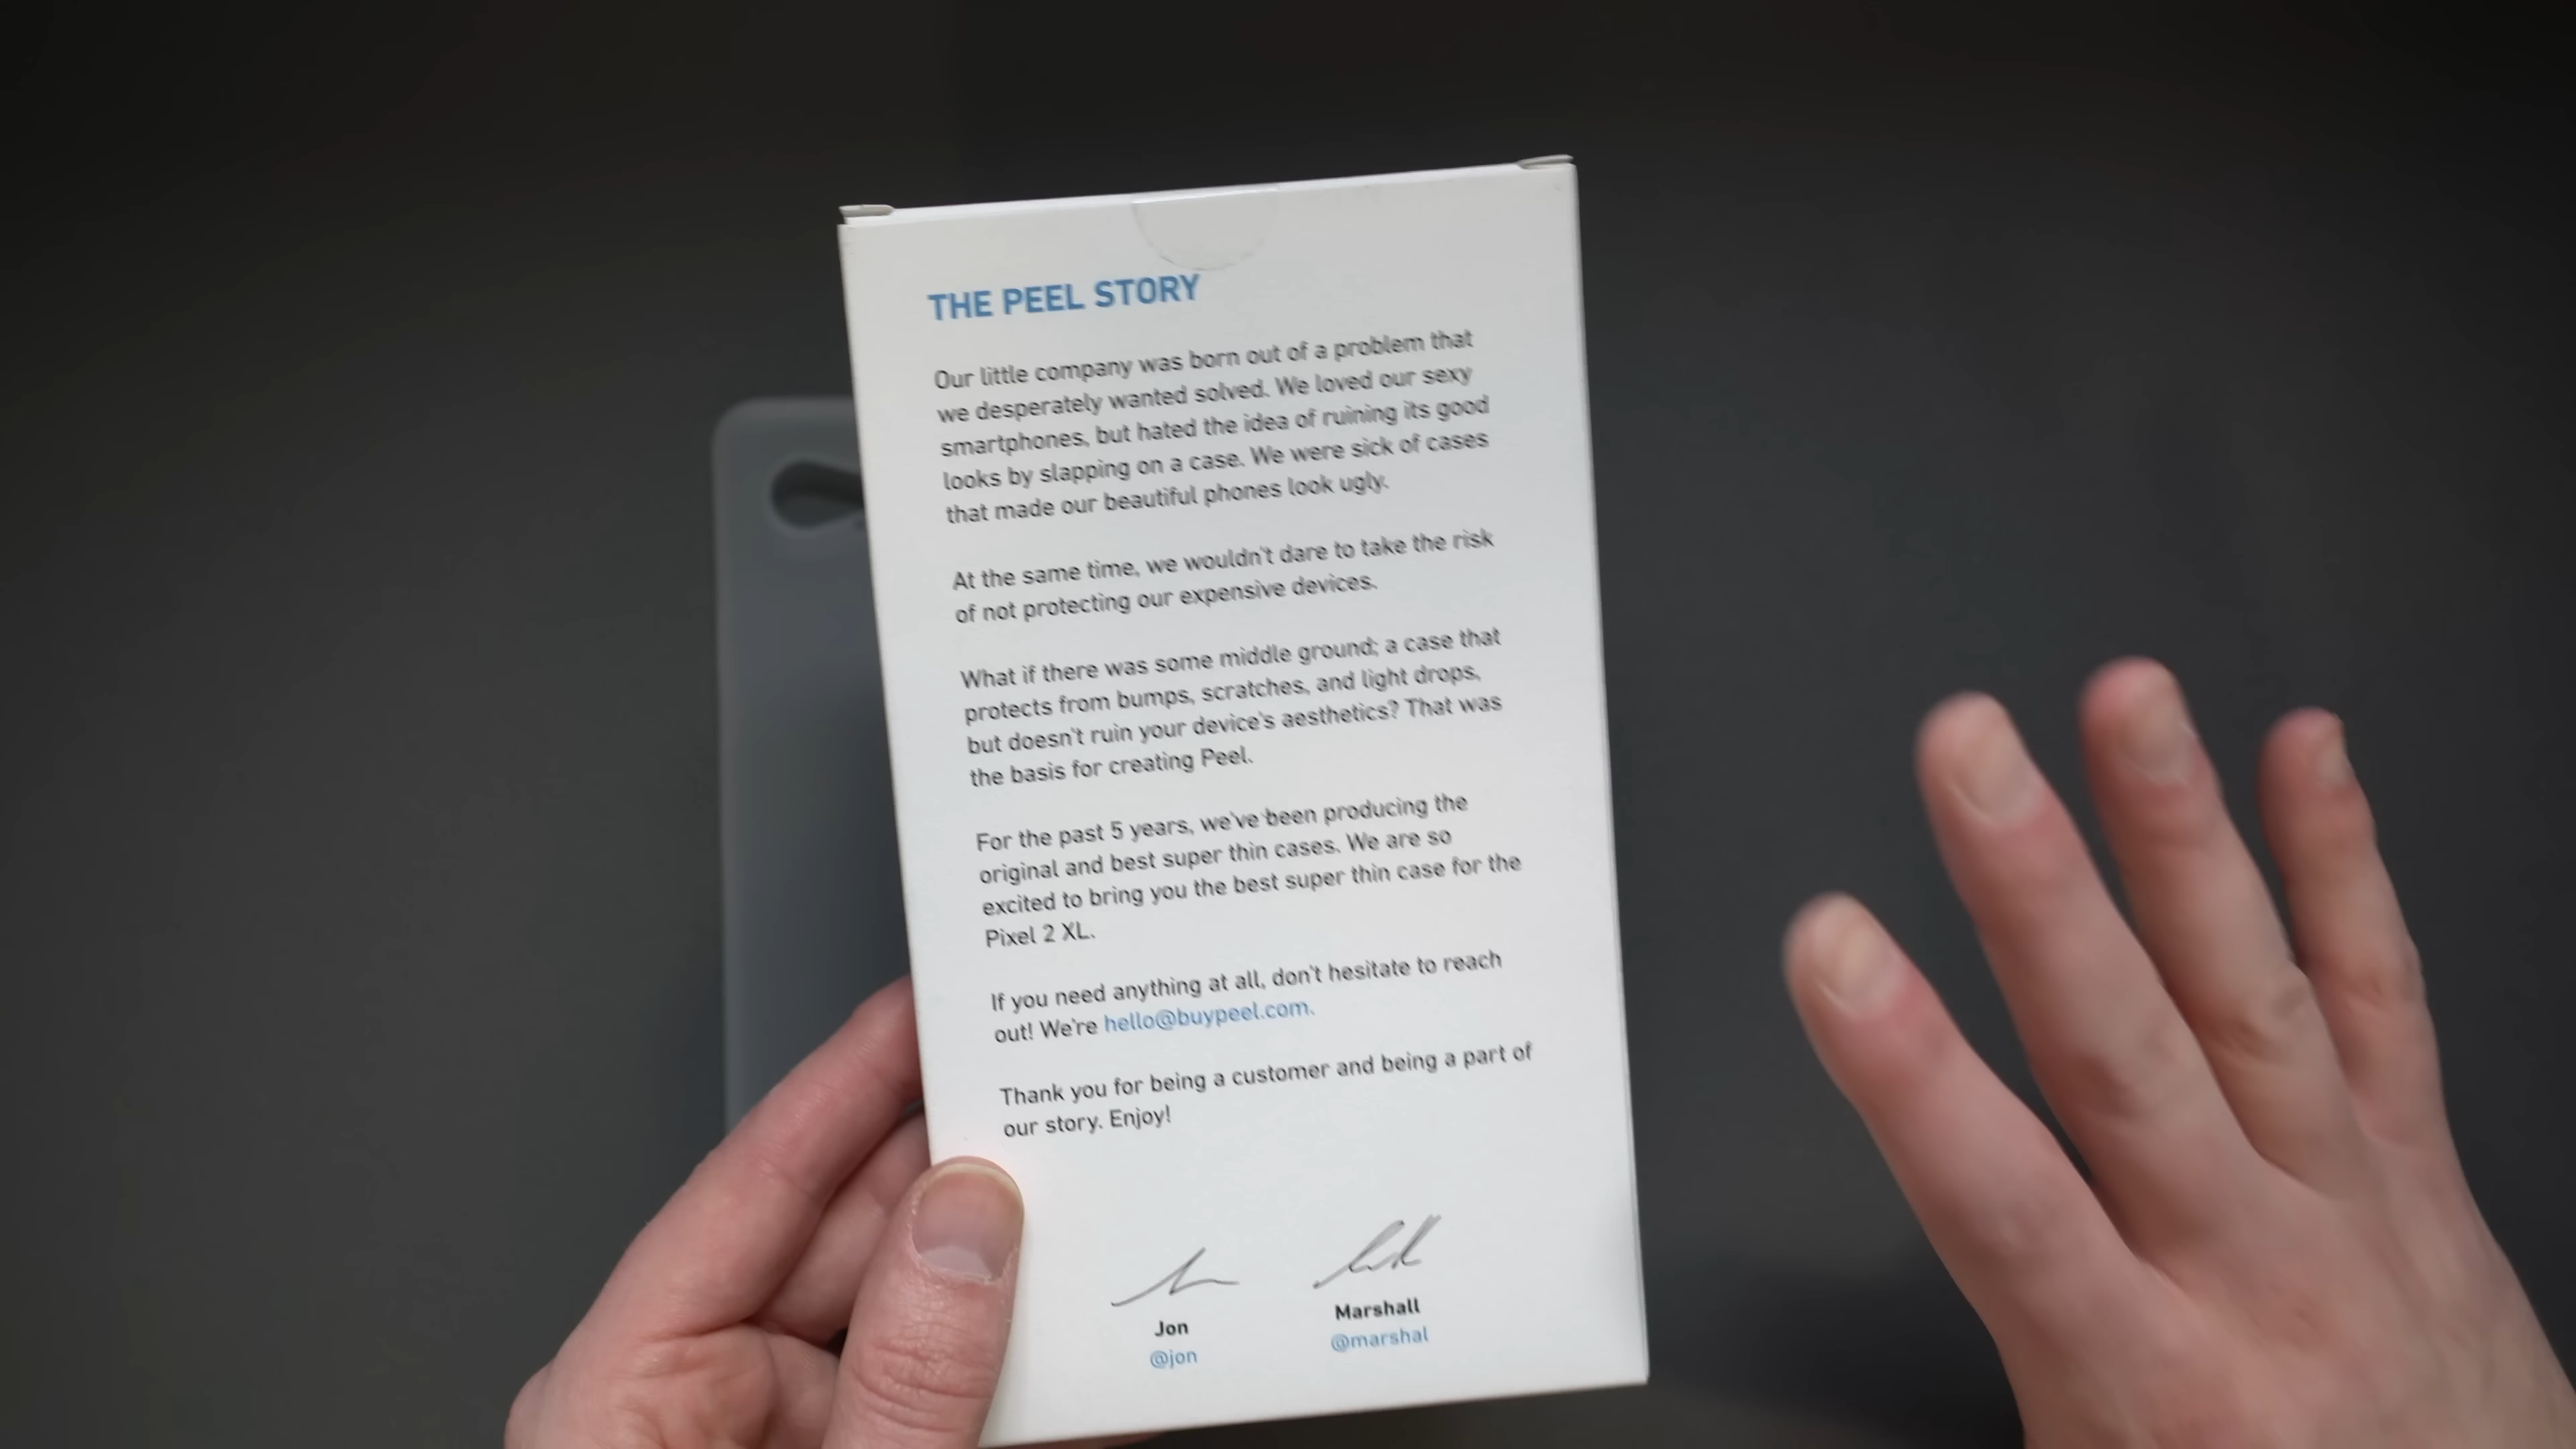 THE PEEL STORY
Our little company was born out of a problem that
we desperately wanted solved. We loved our sexy
smartphones, but hated the idea of ruining its good
looks by slapping on a case. We were sick of cases
that made our beautiful phones look ugly.
At the same time, we wouldn't dare to take the risk
of not protecting our expensive devices.
What if there was some middle ground; a case that
protects from bumps, scratches, and light drops,
but doesn't ruin your device's aesthetics? That was
the basis for creating Peel.
For the past 5 years, we've been producing the
original and best super thin cases. We are so
excited to bring you the best super thin case for the
Pixel 2 XL.
If you need anything at all, don't hesitate to reach
out! We're hello@buypeel.com.
Thank you for being a customer and being a part of
our story. Enjoy!
Jon
@jon
Marshall
@marshal